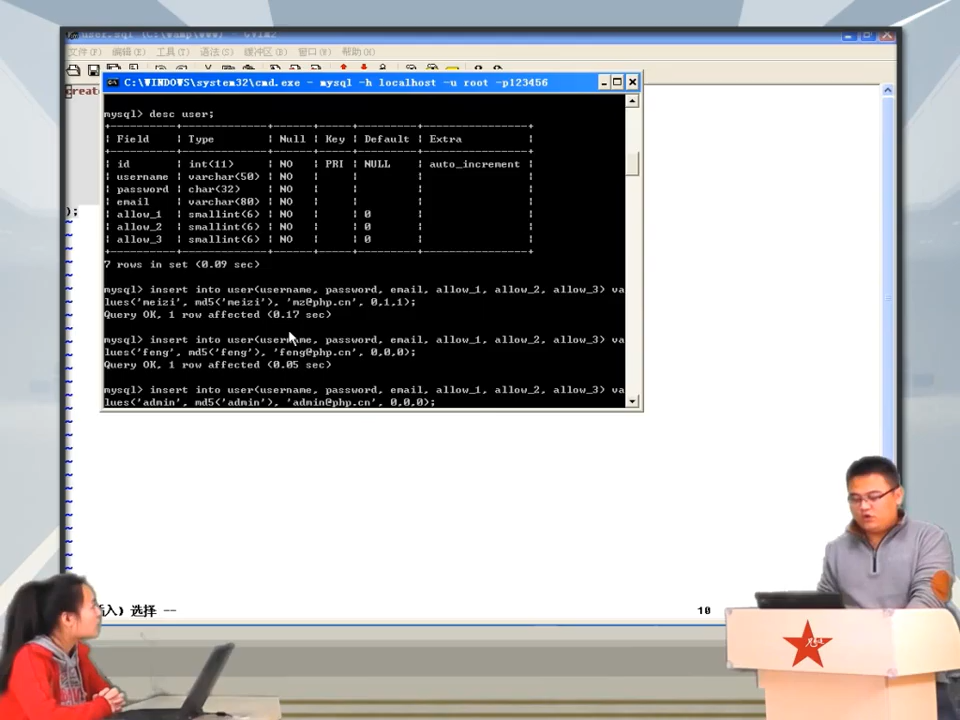 user.sql (C:\wamp\www) - GVIM2
文件(F) 编辑(E) 工具(T) 语法(S) 缓冲区(B) 窗口(W) 帮助(H)
C:\WINDOWS\system32\cmd.exe - mysql -h localhost -u root -p123456
creat
mysql> desc user;
| Field | Type | Null | Key | Default | Extra |
| id | int(11) | NO | PRI | NULL | auto_increment |
| username | varchar(50) | NO | | | |
| password | char(32) | NO | | | |
| email | varchar(80) | NO | | | |
| allow_1 | smallint(6) | NO | | 0 | |
| allow_2 | smallint(6) | NO | | 0 | |
| allow_3 | smallint(6) | NO | | 0 | |
);
7 rows in set (0.09 sec)
mysql> insert into user(username, password, email, allow_1, allow_2, allow_3) va
lues('meizi', md5('meizi'), 'mz@php.cn', 0,1,1);
Query OK, 1 row affected (0.17 sec)
mysql> insert into user(username, password, email, allow_1, allow_2, allow_3) va
lues('feng', md5('feng'), 'feng@php.cn', 0,0,0);
Query OK, 1 row affected (0.05 sec)
mysql> insert into user(username, password, email, allow_1, allow_2, allow_3) va
lues('admin', md5('admin'), 'admin@php.cn', 0,0,0);
插入) 选择 -- 10